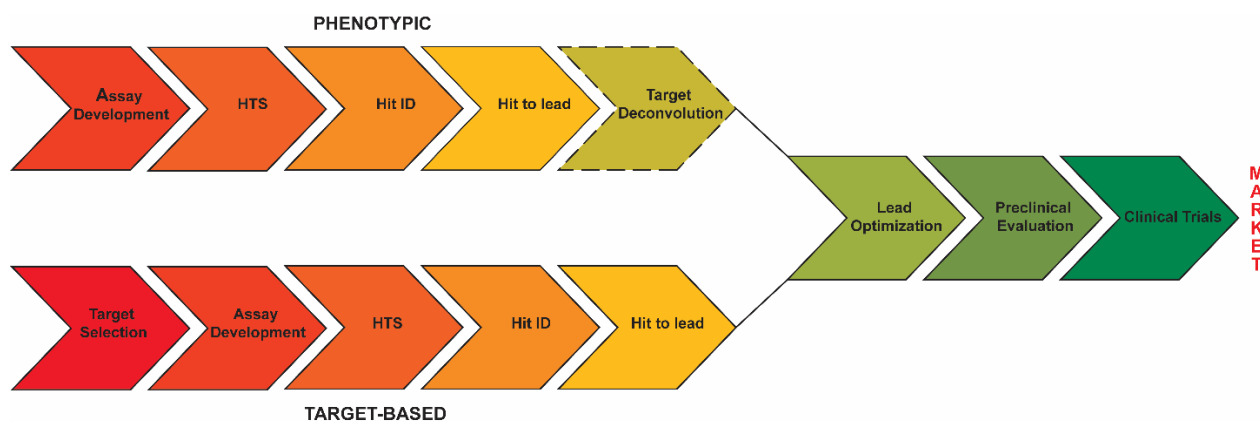 PHENOTYPIC
Assay
Development
HTS
Hit ID
Hit to lead
Target
Deconvolution
Lead
Optimization
Preclinical
Evaluation
Clinical Trials
M
A
R
K
E
T
Target
Selection
Assay
Development
HTS
Hit ID
Hit to lead
TARGET-BASED